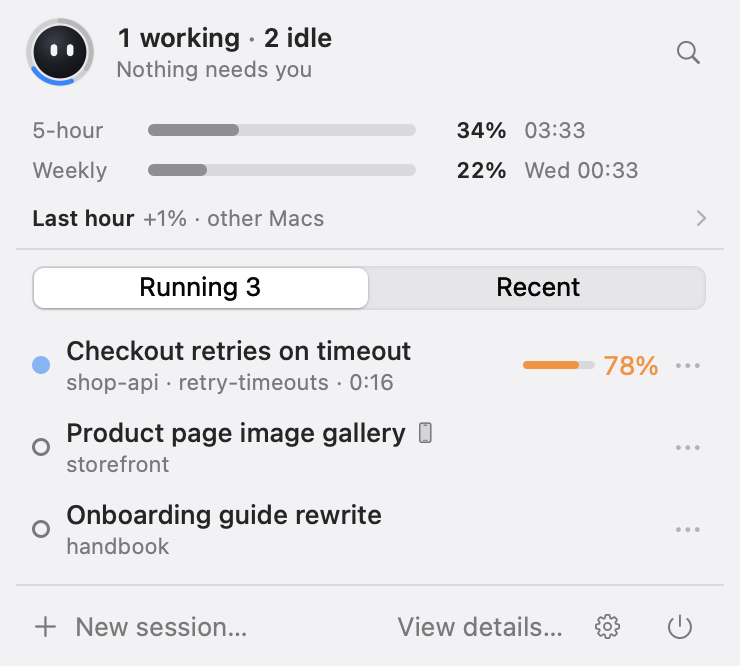 1 working · 2 idle
Nothing needs you
5-hour 34% 03:33
Weekly 22% Wed 00:33
Last hour +1% · other Macs
Running 3 Recent
Checkout retries on timeout 78%
shop-api · retry-timeouts · 0:16
Product page image gallery
storefront
Onboarding guide rewrite
handbook
New session... View details...